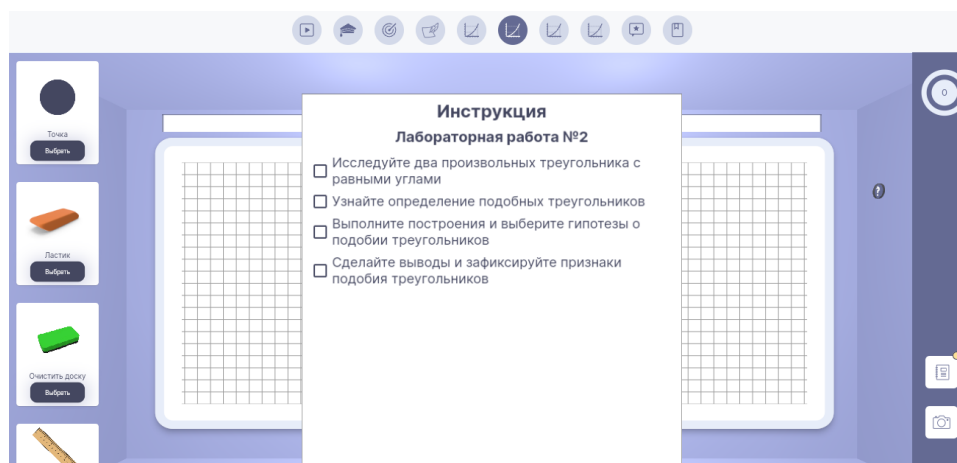 Инструкция
Лабораторная работа №2
Исследуйте два произвольных треугольника с
равными углами
Узнайте определение подобных треугольников
Выполните построения и выберите гипотезы о
подобии треугольников
Сделайте выводы и зафиксируйте признаки
подобия треугольников
Точка
Выбрать
Ластик
Выбрать
Очистить доску
Выбрать
0
?